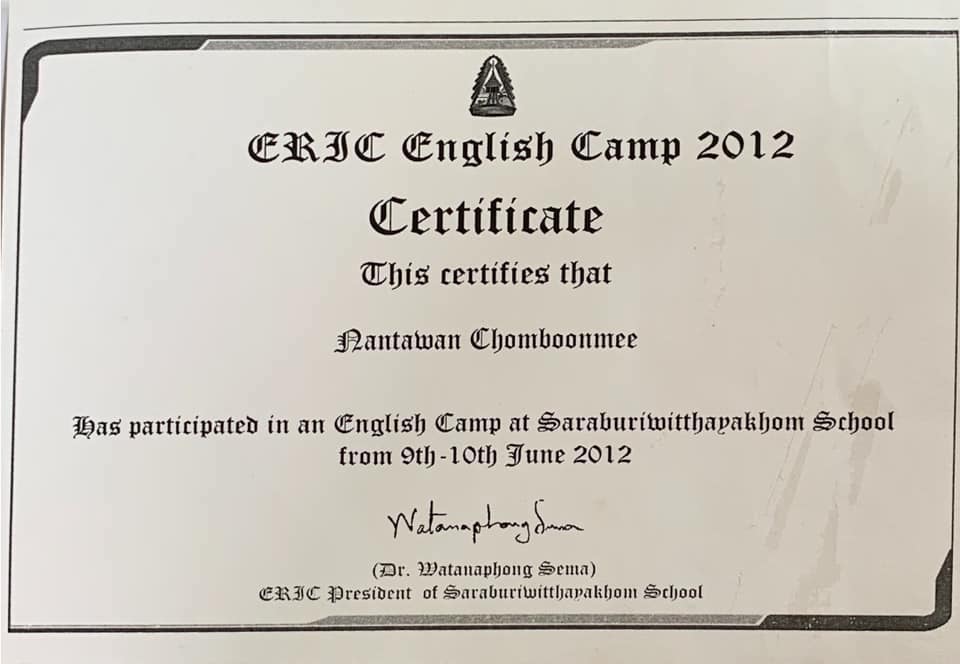 ERIC English Camp 2012
Certificate
This certifies that
Nantawan Chomboonmee
Has participated in an English Camp at Saraburiwitthayakhom School
from 9th-10th June 2012
Watanaphong Sema
(Dr. Watanaphong Sema)
ERIC President of Saraburiwitthayakhom School